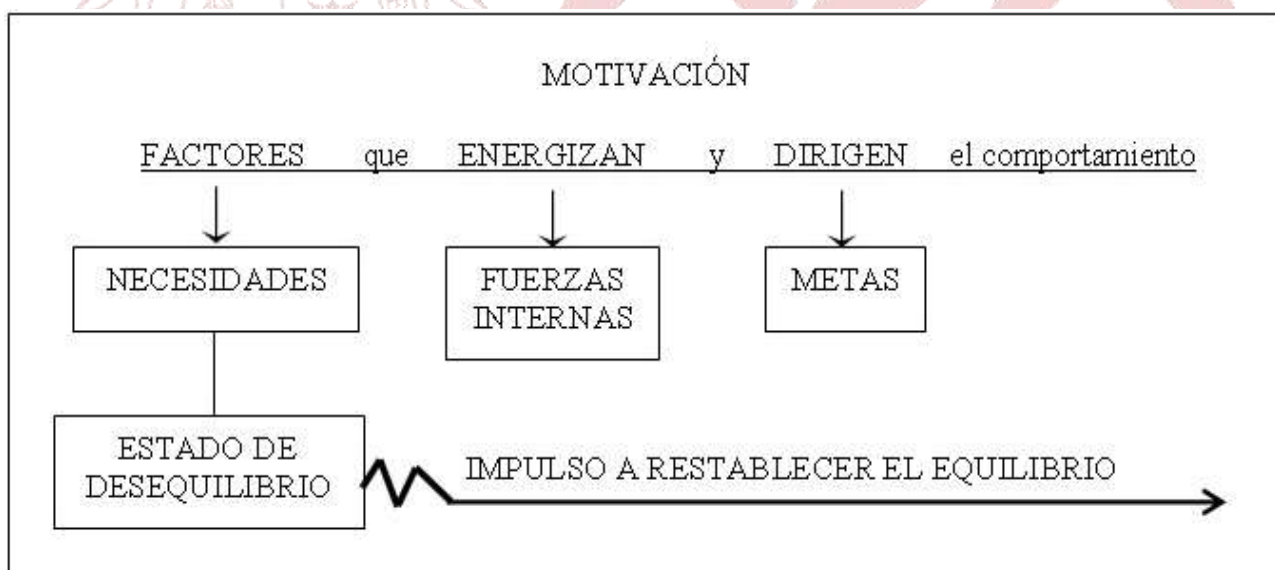 MOTIVACIÓN
FACTORES que ENERGIZAN y DIRIGEN el comportamiento
NECESIDADES
FUERZAS
INTERNAS
METAS
ESTADO DE
DESEQUILIBRIO
IMPULSO A RESTABLECER EL EQUILIBRIO